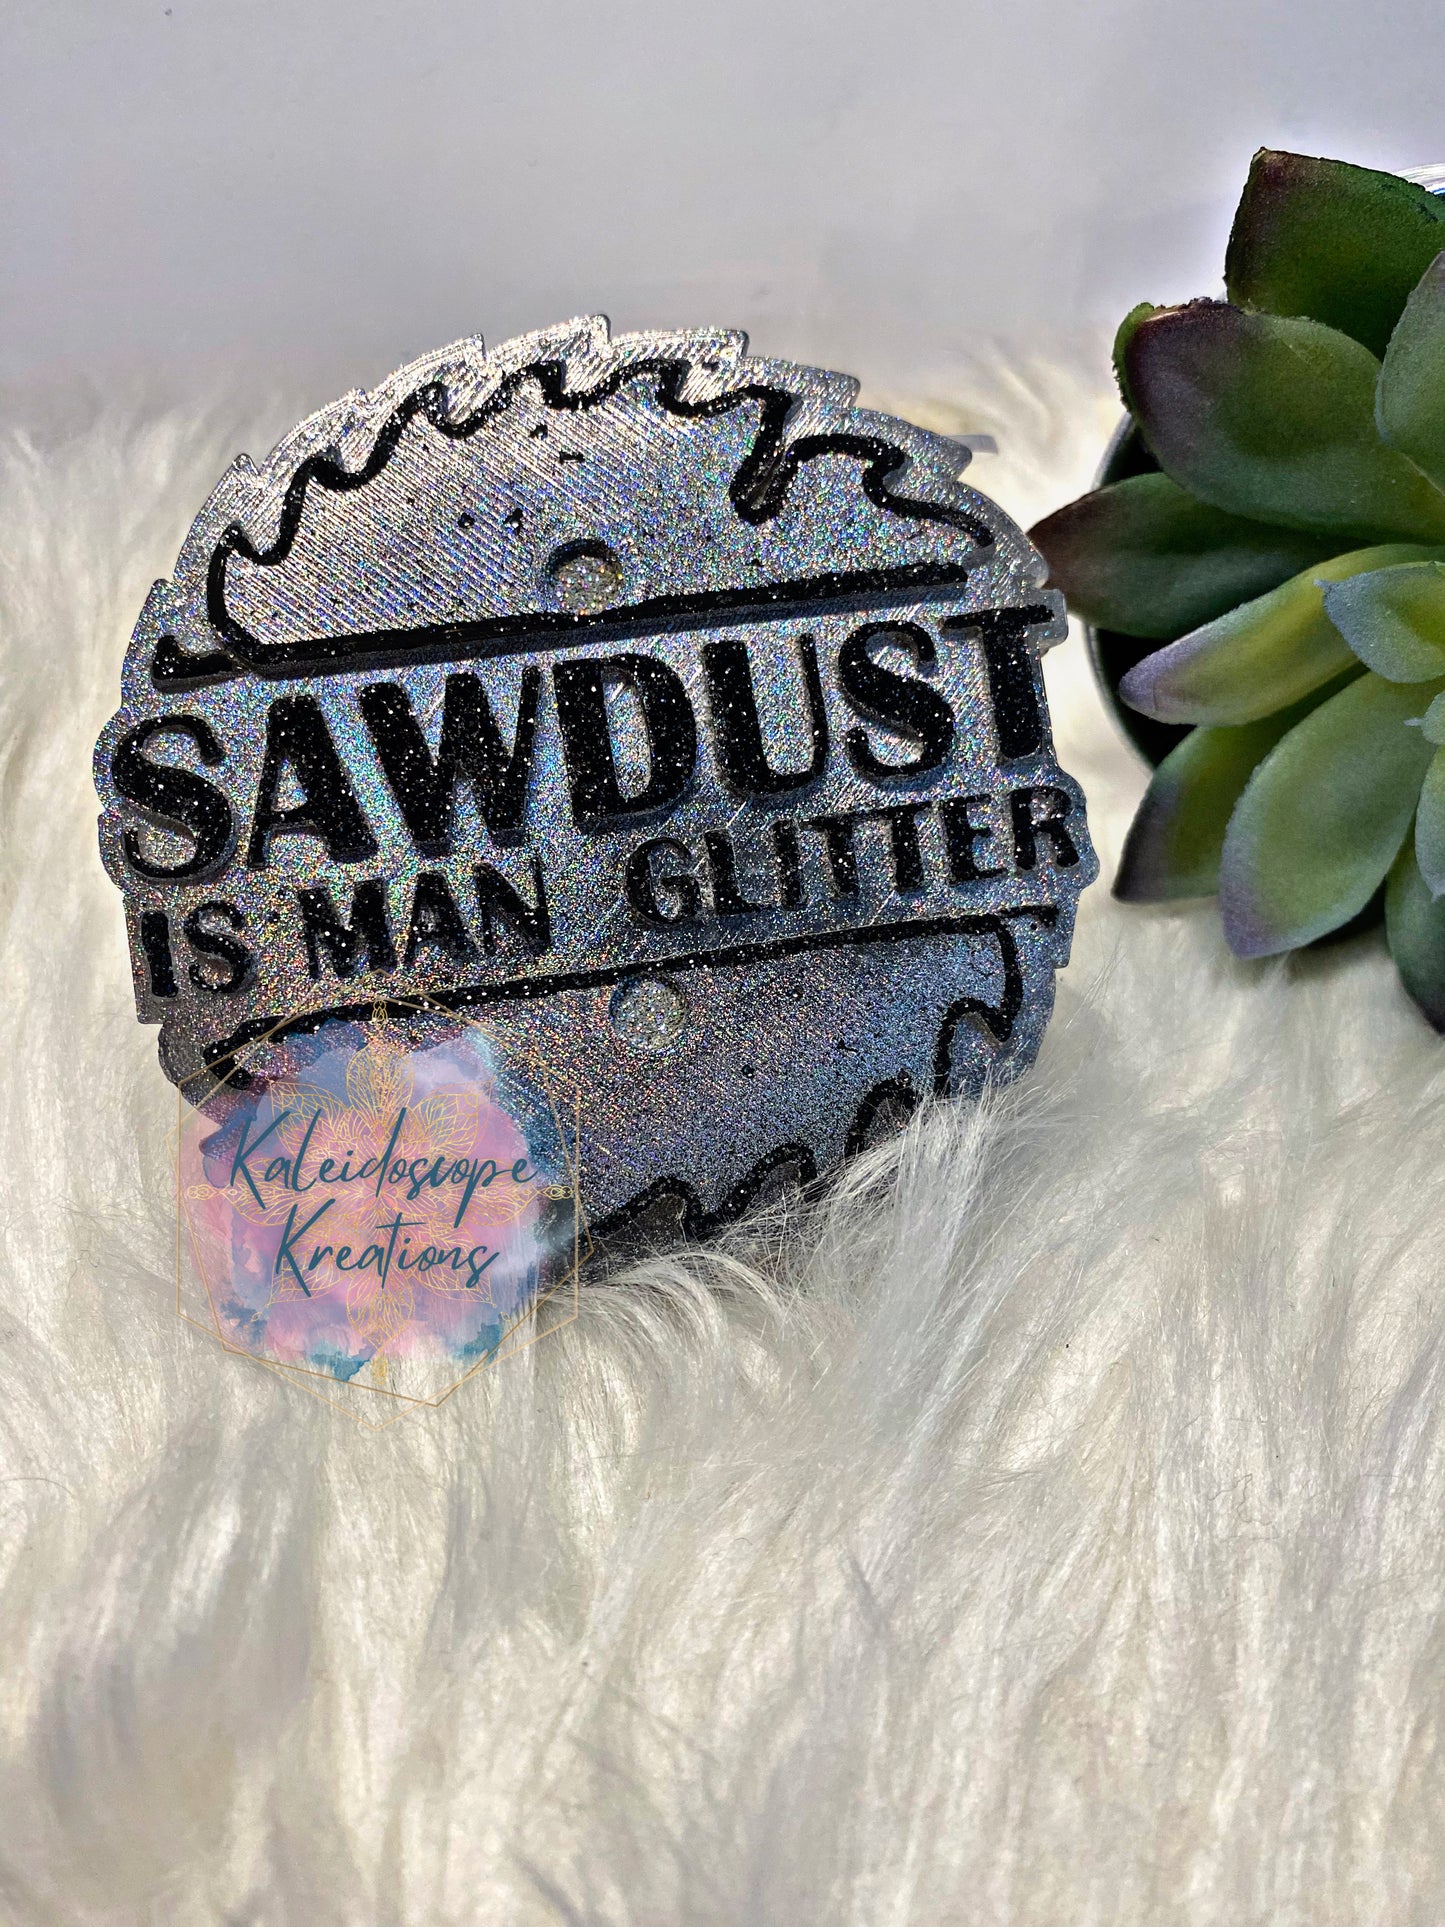 SAWDUST
IS MAN GLITTER
Kaleidoscope
Kreations